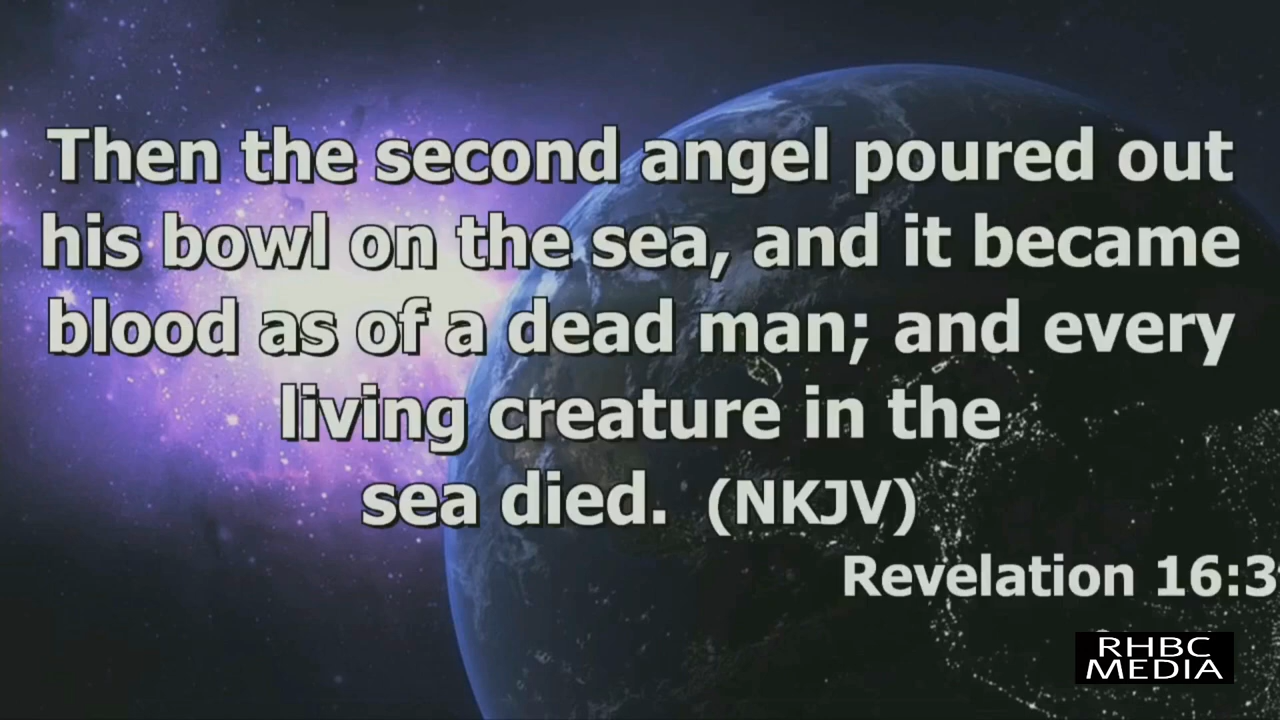 Then the second angel poured out
his bowl on the sea, and it became
blood as of a dead man; and every
living creature in the
sea died. (NKJV)
Revelation 16:3
RHBC
MEDIA